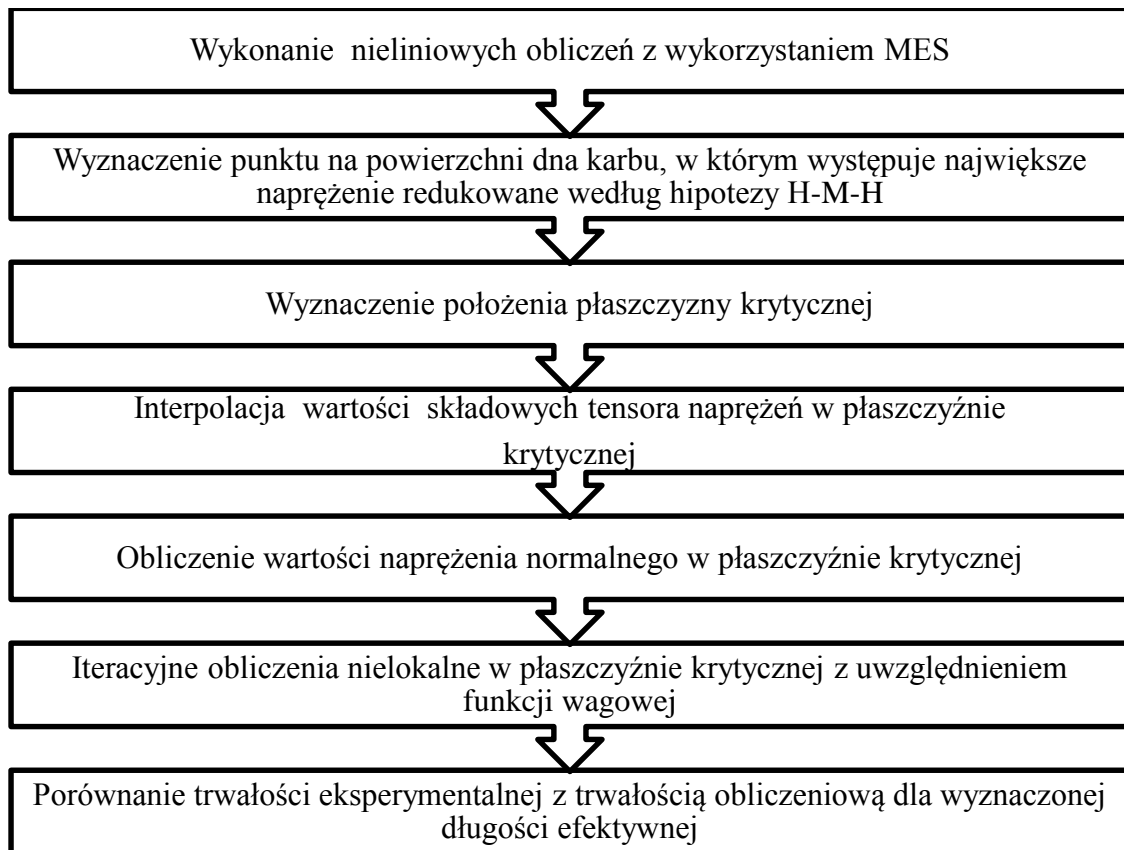 Wykonanie nieliniowych obliczeń z wykorzystaniem MES
Wyznaczenie punktu na powierzchni dna karbu, w którym występuje największe
naprężenie redukowane według hipotezy H-M-H
Wyznaczenie położenia płaszczyzny krytycznej
Interpolacja wartości składowych tensora naprężeń w płaszczyźnie
krytycznej
Obliczenie wartości naprężenia normalnego w płaszczyźnie krytycznej
Iteracyjne obliczenia nielokalne w płaszczyźnie krytycznej z uwzględnieniem
funkcji wagowej
Porównanie trwałości eksperymentalnej z trwałością obliczeniową dla wyznaczonej
długości efektywnej